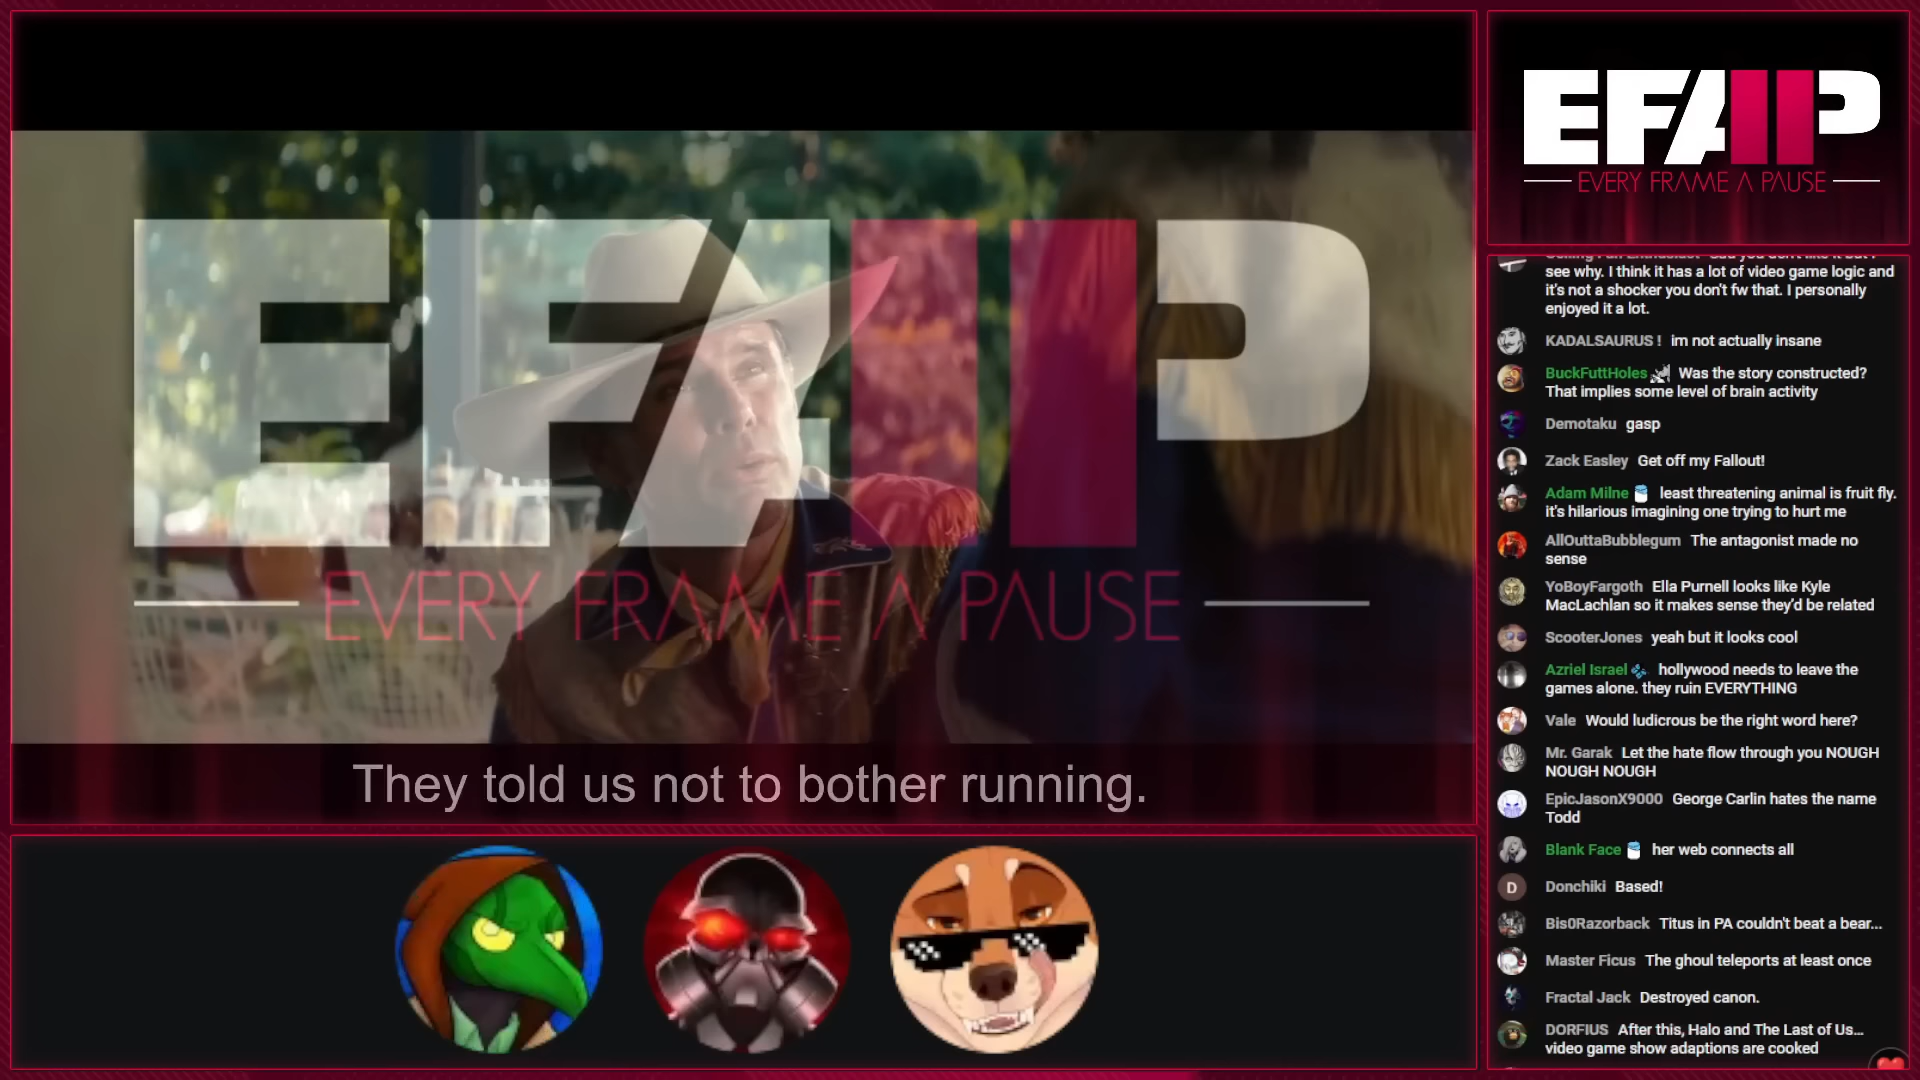 EFAP
EVERY FRAME A PAUSE
They told us not to bother running.
EFAP
EVERY FRAME A PAUSE
see why. I think it has a lot of video game logic and
it's not a shocker you don't fw that. I personally
enjoyed it a lot.
KADALSAURUS ! im not actually insane
BuckFuttHoles Was the story constructed?
That implies some level of brain activity
Demotaku gasp
Zack Easley Get off my Fallout!
Adam Milne least threatening animal is fruit fly.
it's hilarious imagining one trying to hurt me
AllOuttaBubblegum The antagonist made no
sense
YoBoyFargoth Ella Purnell looks like Kyle
MacLachlan so it makes sense they'd be related
ScooterJones yeah but it looks cool
Azriel Israel hollywood needs to leave the
games alone. they ruin EVERYTHING
Vale Would ludicrous be the right word here?
Mr. Garak Let the hate flow through you NOUGH
NOUGH NOUGH
EpicJasonX9000 George Carlin hates the name
Todd
Blank Face her web connects all
D Donchiki Based!
Bis0Razorback Titus in PA couldn't beat a bear...
Master Ficus The ghoul teleports at least once
Fractal Jack Destroyed canon.
DORFIUS After this, Halo and The Last of Us...
video game show adaptions are cooked